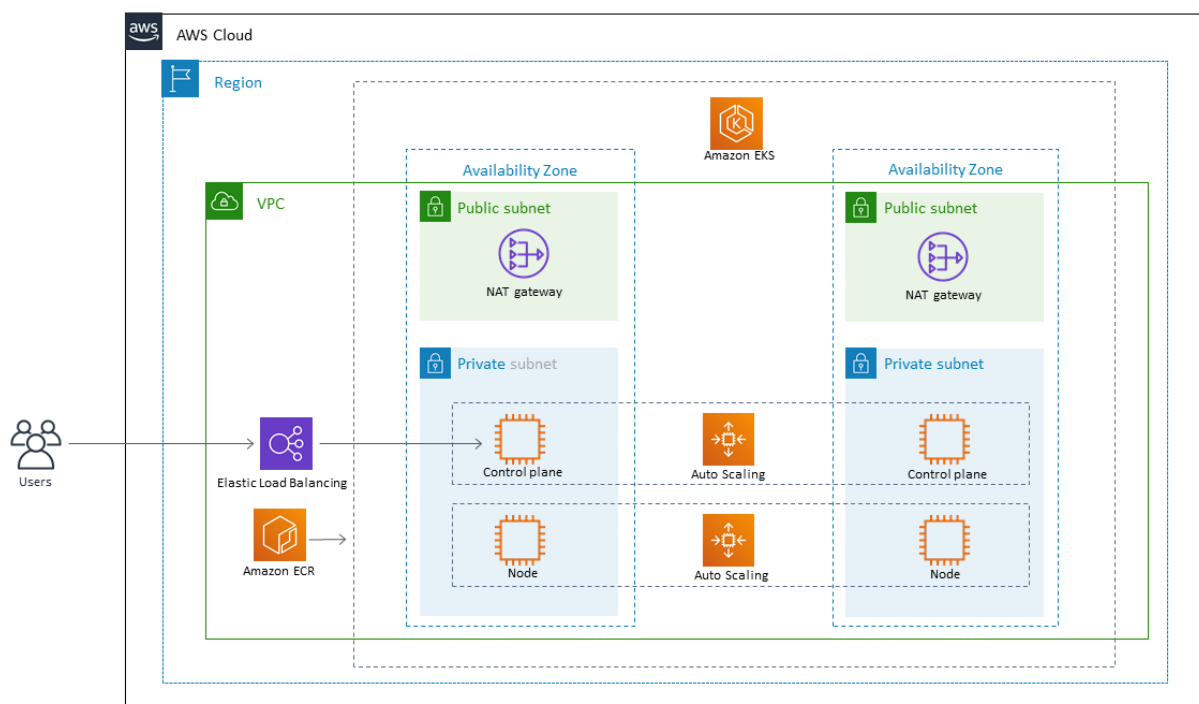 aws
AWS Cloud
Region
K
Amazon EKS
Availability Zone
Availability Zone
VPC
Public subnet
Public subnet
NAT gateway
NAT gateway
Private subnet
Private subnet
Users
Elastic Load Balancing
Control plane
Auto Scaling
Control plane
Amazon ECR
Node
Auto Scaling
Node